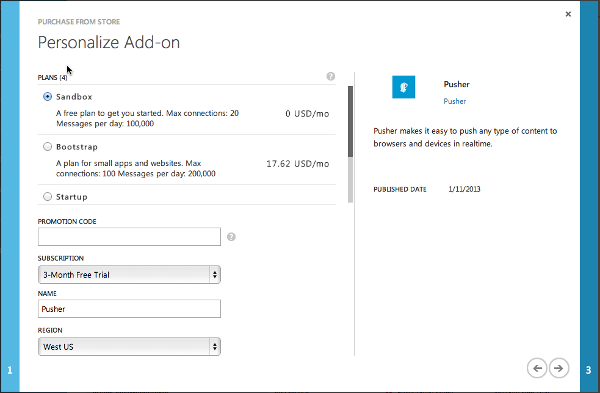 PURCHASE FROM STORE
Personalize Add-on
PLANS (4)
?
Sandbox
A free plan to get you started. Max connections: 20
Messages per day: 100,000
0 USD/mo
Bootstrap
A plan for small apps and websites. Max
connections: 100 Messages per day: 200,000
17.62 USD/mo
Startup
PROMOTION CODE
?
SUBSCRIPTION
3-Month Free Trial
NAME
Pusher
REGION
West US
Pusher
Pusher
Pusher makes it easy to push any type of content to
browsers and devices in realtime.
PUBLISHED DATE 1/11/2013
1
3